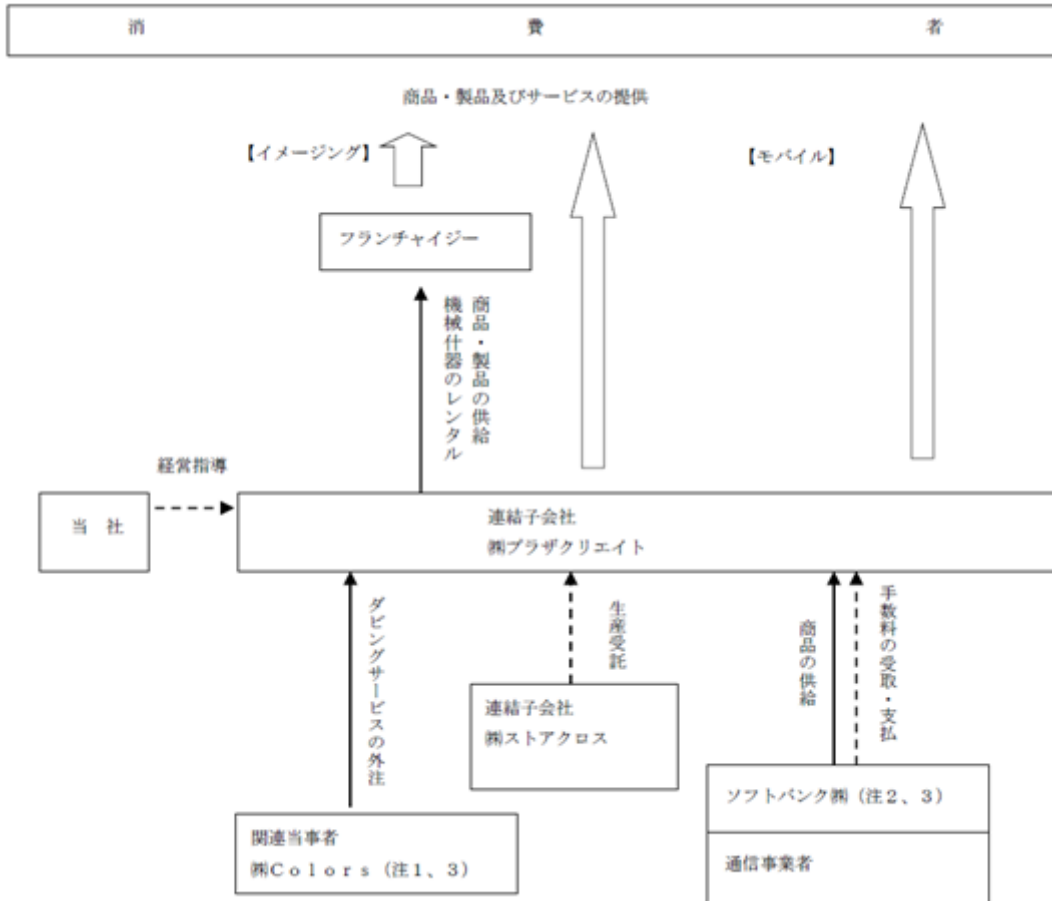 消費者
商品・製品及びサービスの提供
【イメージング】
【モバイル】
フランチャイジー
商品・製品の供給
機械什器のレンタル
経営指導
当 社
連結子会社
㈱プラザクリエイト
ダビングサービスの外注
生産受託
商品の供給
手数料の受取・支払
連結子会社
㈱ストアクロス
ソフトバンク㈱(注2、3)
通信事業者
関連当事者
㈱Colors(注1、3)